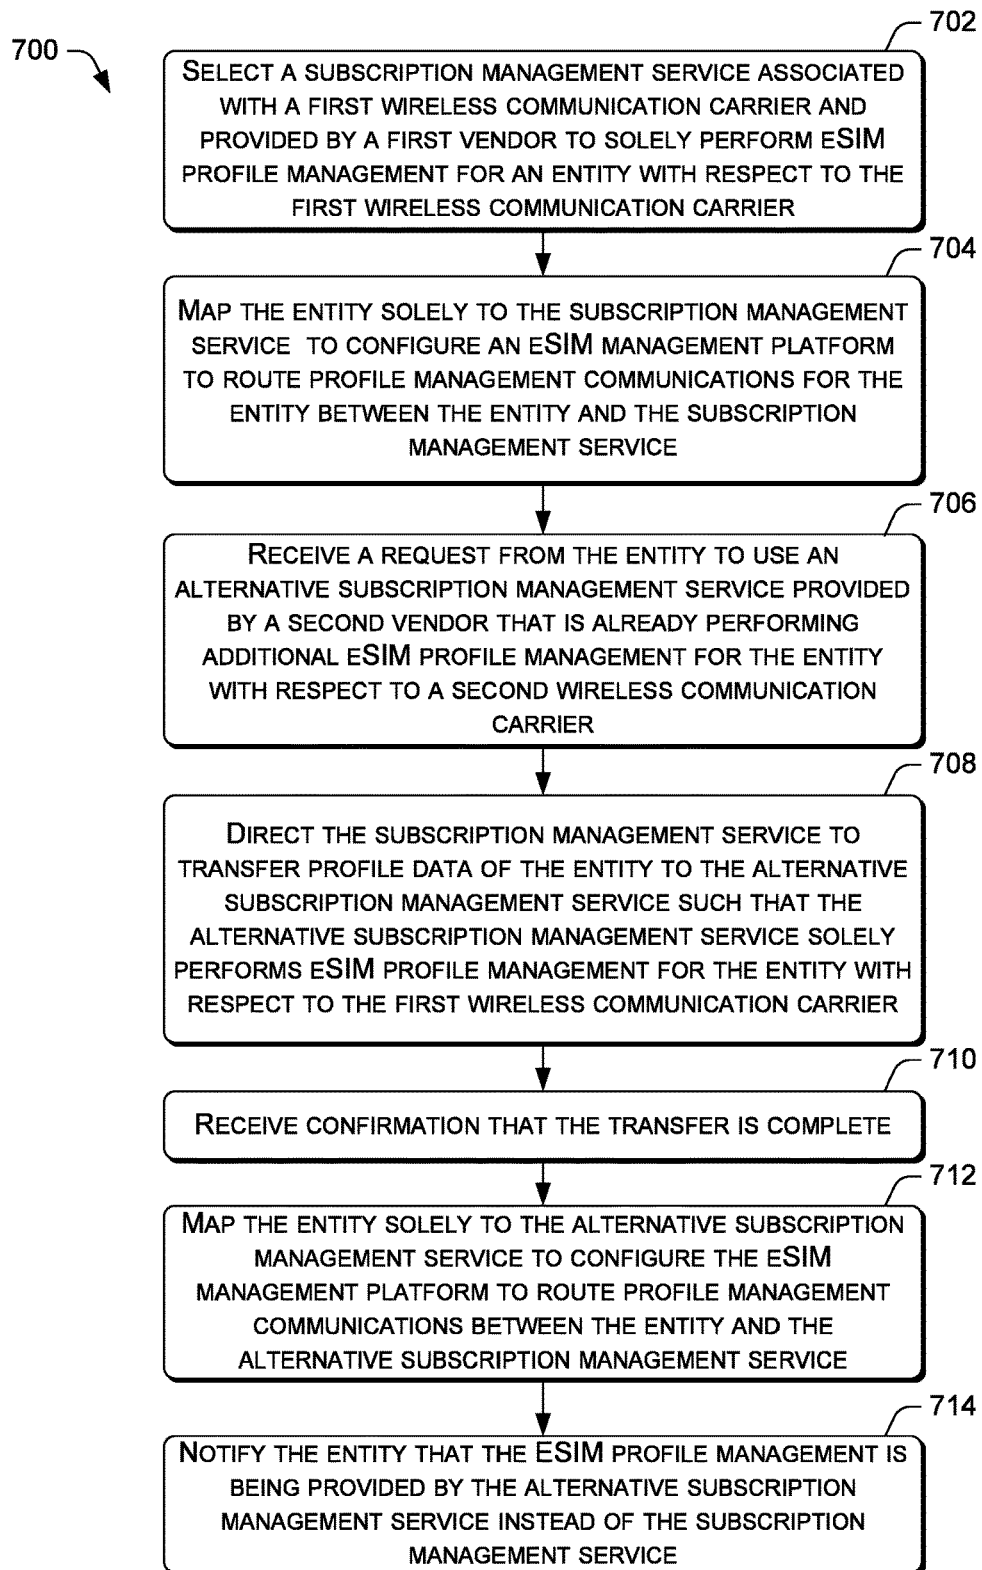 700
702
SELECT A SUBSCRIPTION MANAGEMENT SERVICE ASSOCIATED
WITH A FIRST WIRELESS COMMUNICATION CARRIER AND
PROVIDED BY A FIRST VENDOR TO SOLELY PERFORM ESIM
PROFILE MANAGEMENT FOR AN ENTITY WITH RESPECT TO THE
FIRST WIRELESS COMMUNICATION CARRIER
704
MAP THE ENTITY SOLELY TO THE SUBSCRIPTION MANAGEMENT
SERVICE TO CONFIGURE AN ESIM MANAGEMENT PLATFORM
TO ROUTE PROFILE MANAGEMENT COMMUNICATIONS FOR THE
ENTITY BETWEEN THE ENTITY AND THE SUBSCRIPTION
MANAGEMENT SERVICE
706
RECEIVE A REQUEST FROM THE ENTITY TO USE AN
ALTERNATIVE SUBSCRIPTION MANAGEMENT SERVICE PROVIDED
BY A SECOND VENDOR THAT IS ALREADY PERFORMING
ADDITIONAL ESIM PROFILE MANAGEMENT FOR THE ENTITY
WITH RESPECT TO A SECOND WIRELESS COMMUNICATION
CARRIER
708
DIRECT THE SUBSCRIPTION MANAGEMENT SERVICE TO
TRANSFER PROFILE DATA OF THE ENTITY TO THE ALTERNATIVE
SUBSCRIPTION MANAGEMENT SERVICE SUCH THAT THE
ALTERNATIVE SUBSCRIPTION MANAGEMENT SERVICE SOLELY
PERFORMS ESIM PROFILE MANAGEMENT FOR THE ENTITY WITH
RESPECT TO THE FIRST WIRELESS COMMUNICATION CARRIER
710
RECEIVE CONFIRMATION THAT THE TRANSFER IS COMPLETE
712
MAP THE ENTITY SOLELY TO THE ALTERNATIVE SUBSCRIPTION
MANAGEMENT SERVICE TO CONFIGURE THE ESIM
MANAGEMENT PLATFORM TO ROUTE PROFILE MANAGEMENT
COMMUNICATIONS BETWEEN THE ENTITY AND THE
ALTERNATIVE SUBSCRIPTION MANAGEMENT SERVICE
714
NOTIFY THE ENTITY THAT THE ESIM PROFILE MANAGEMENT IS
BEING PROVIDED BY THE ALTERNATIVE SUBSCRIPTION
MANAGEMENT SERVICE INSTEAD OF THE SUBSCRIPTION
MANAGEMENT SERVICE